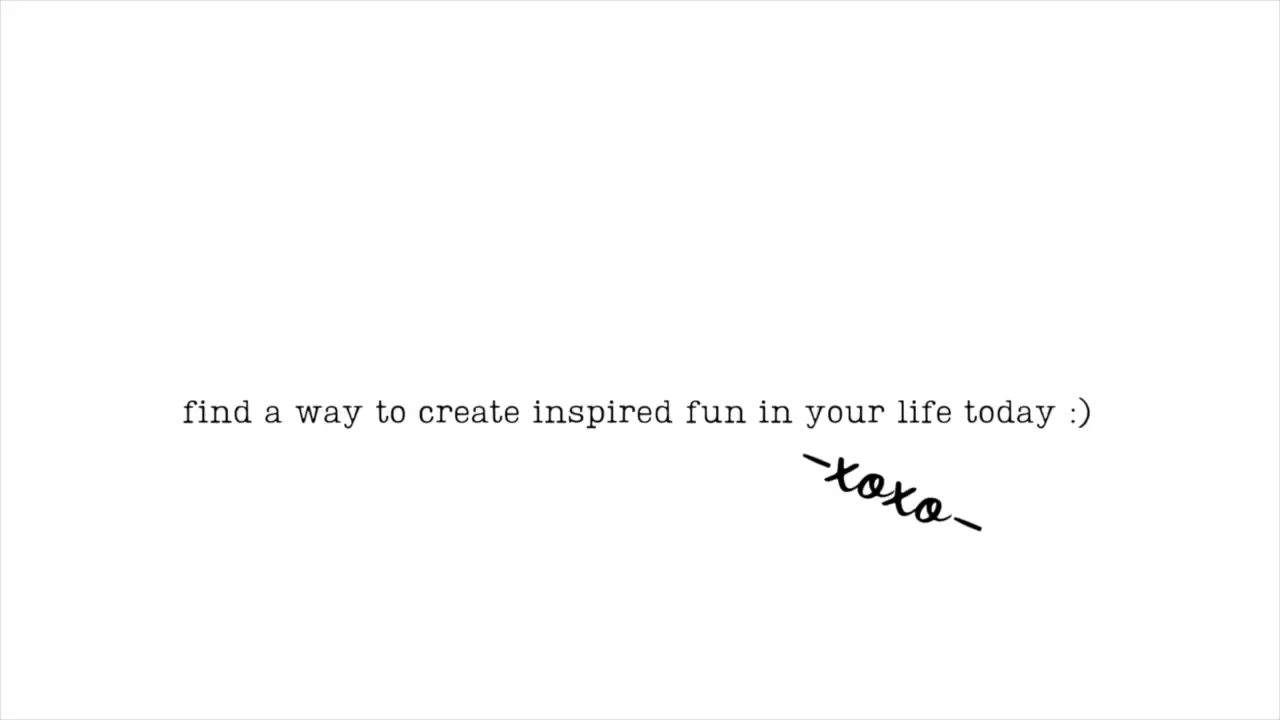 find a way to create inspired fun in your life today :)
-xoxo-